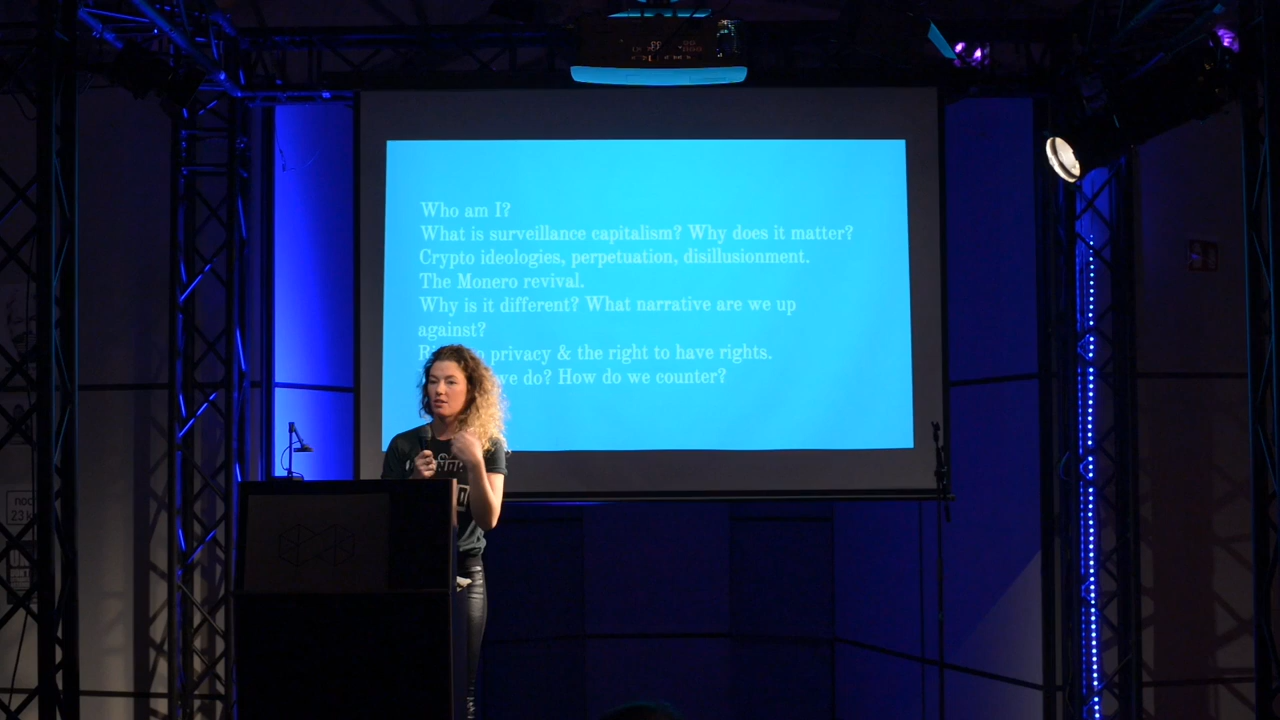 Who am I?
What is surveillance capitalism? Why does it matter?
Crypto ideologies, perpetuation, disillusionment.
The Monero revival.
Why is it different? What narrative are we up
against?
privacy & the right to have rights.
we do? How do we counter?
23